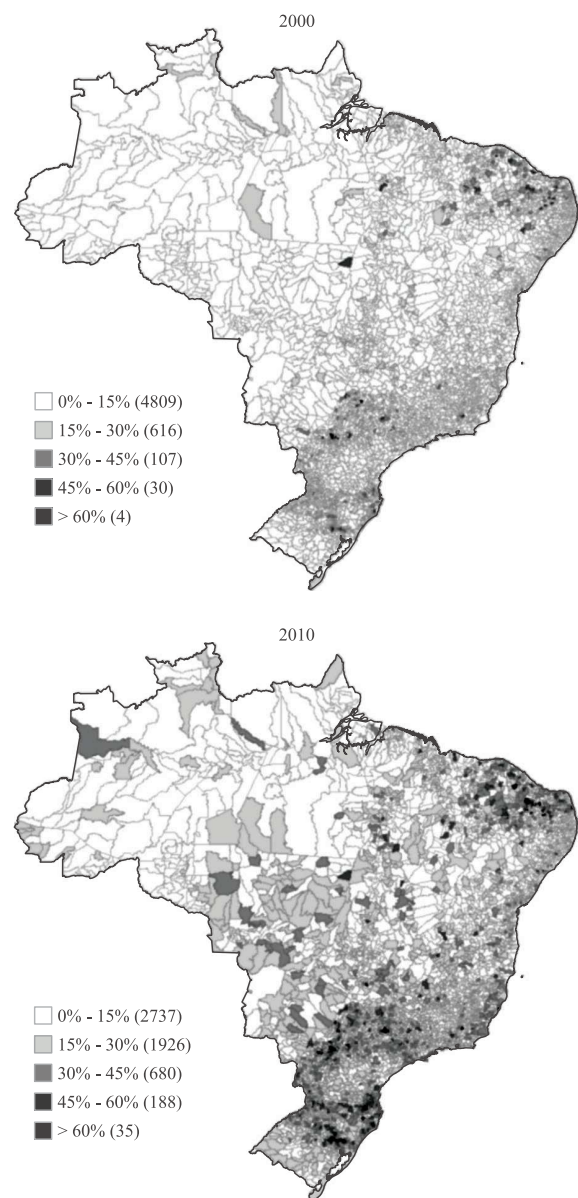 2000
0% - 15% (4809)
15% - 30% (616)
30% - 45% (107)
45% - 60% (30)
> 60% (4)
2010
0% - 15% (2737)
15% - 30% (1926)
30% - 45% (680)
45% - 60% (188)
> 60% (35)